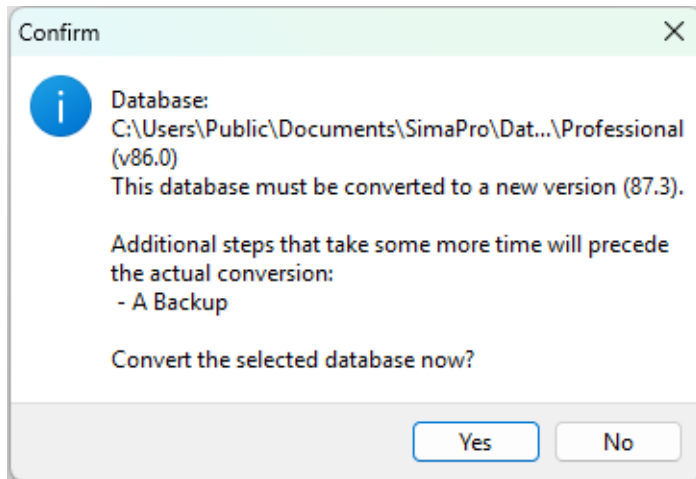 Confirm
i
Database:
C:\Users\Public\Documents\SimaPro\Dat...\Professional
(v86.0)
This database must be converted to a new version (87.3).
Additional steps that take some more time will precede
the actual conversion:
- A Backup
Convert the selected database now?
Yes
No